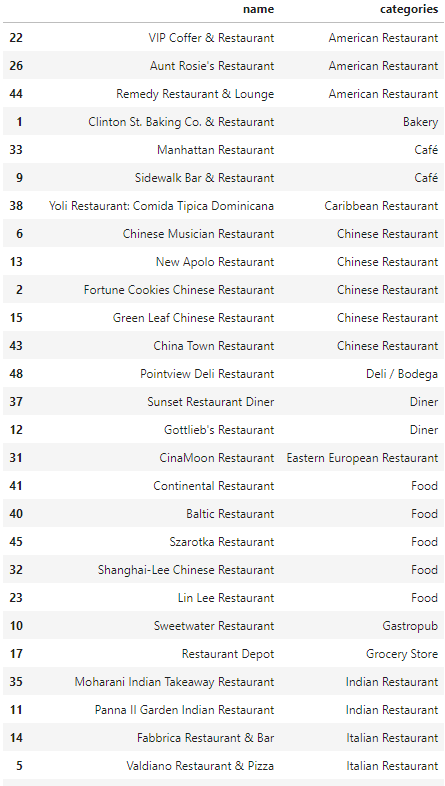 name categories
22 VIP Coffer & Restaurant American Restaurant
26 Aunt Rosie's Restaurant American Restaurant
44 Remedy Restaurant & Lounge American Restaurant
1 Clinton St. Baking Co. & Restaurant Bakery
33 Manhattan Restaurant Café
9 Sidewalk Bar & Restaurant Café
38 Yoli Restaurant: Comida Tipica Dominicana Caribbean Restaurant
6 Chinese Musician Restaurant Chinese Restaurant
13 New Apolo Restaurant Chinese Restaurant
2 Fortune Cookies Chinese Restaurant Chinese Restaurant
15 Green Leaf Chinese Restaurant Chinese Restaurant
43 China Town Restaurant Chinese Restaurant
48 Pointview Deli Restaurant Deli / Bodega
37 Sunset Restaurant Diner Diner
12 Gottlieb's Restaurant Diner
31 CinaMoon Restaurant Eastern European Restaurant
41 Continental Restaurant Food
40 Baltic Restaurant Food
45 Szarotka Restaurant Food
32 Shanghai-Lee Chinese Restaurant Food
23 Lin Lee Restaurant Food
10 Sweetwater Restaurant Gastropub
17 Restaurant Depot Grocery Store
35 Moharani Indian Takeaway Restaurant Indian Restaurant
11 Panna II Garden Indian Restaurant Indian Restaurant
14 Fabbrica Restaurant & Bar Italian Restaurant
5 Valdiano Restaurant & Pizza Italian Restaurant